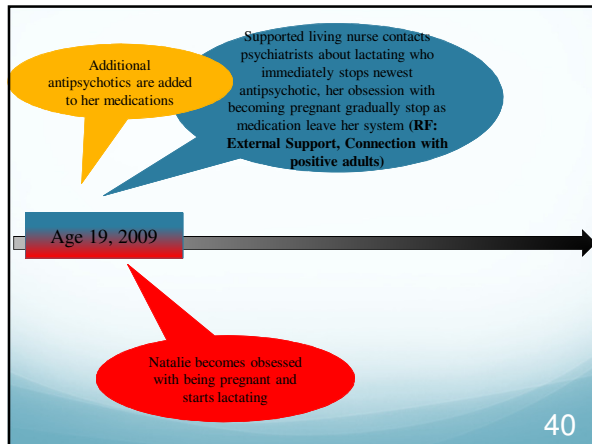 Additional
antipsychotics are added
to her medications
Supported living nurse contacts
psychiatrists about lactating who
immediately stops newest
antipsychotic, her obsession with
becoming pregnant gradually stop as
medication leave her system (RF:
External Support, Connection with
positive adults)
Age 19, 2009
Natalie becomes obsessed
with being pregnant and
starts lactating
40